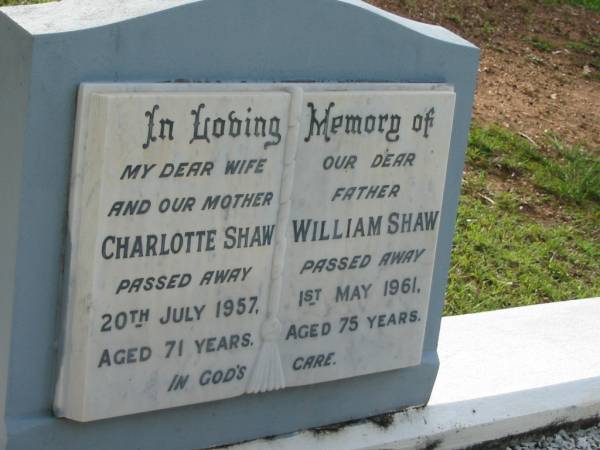 In Loving Memory of
MY DEAR WIFE
AND OUR MOTHER
CHARLOTTE SHAW
PASSED AWAY
20TH JULY 1957,
AGED 71 YEARS.
OUR DEAR
FATHER
WILLIAM SHAW
PASSED AWAY
1ST MAY 1961,
AGED 75 YEARS.
IN GOD'S CARE.